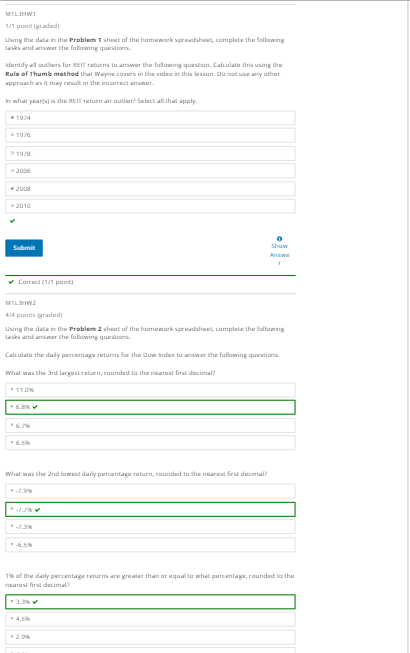 M1L3HW1
1/1 point (graded)
Using the data in the Problem 1 sheet of the homework spreadsheet, complete the following
tasks and answer the following questions.
Identify all outliers for REIT returns to answer the following question. Calculate this using the
Rule of Thumb method that Wayne covers in the video in this lesson. Do not use any other
approach as it may result in the incorrect answer.
In what year(s) is the REIT return an outlier? Select all that apply.
1974
1976
1978
2006
2008
2010
Submit
Show
Answe
r
Correct (1/1 point)
M1L3HW2
4/4 points (graded)
Using the data in the Problem 2 sheet of the homework spreadsheet, complete the following
tasks and answer the following questions.
Calculate the daily percentage returns for the Dow Index to answer the following questions.
What was the 3rd largest return, rounded to the nearest first decimal?
11.0%
6.8%
6.7%
6.5%
What was the 2nd lowest daily percentage return, rounded to the nearest first decimal?
-7.9%
-7.7%
-7.3%
-6.5%
1% of the daily percentage returns are greater than or equal to what percentage, rounded to the
nearest first decimal?
3.3%
4.5%
2.9%